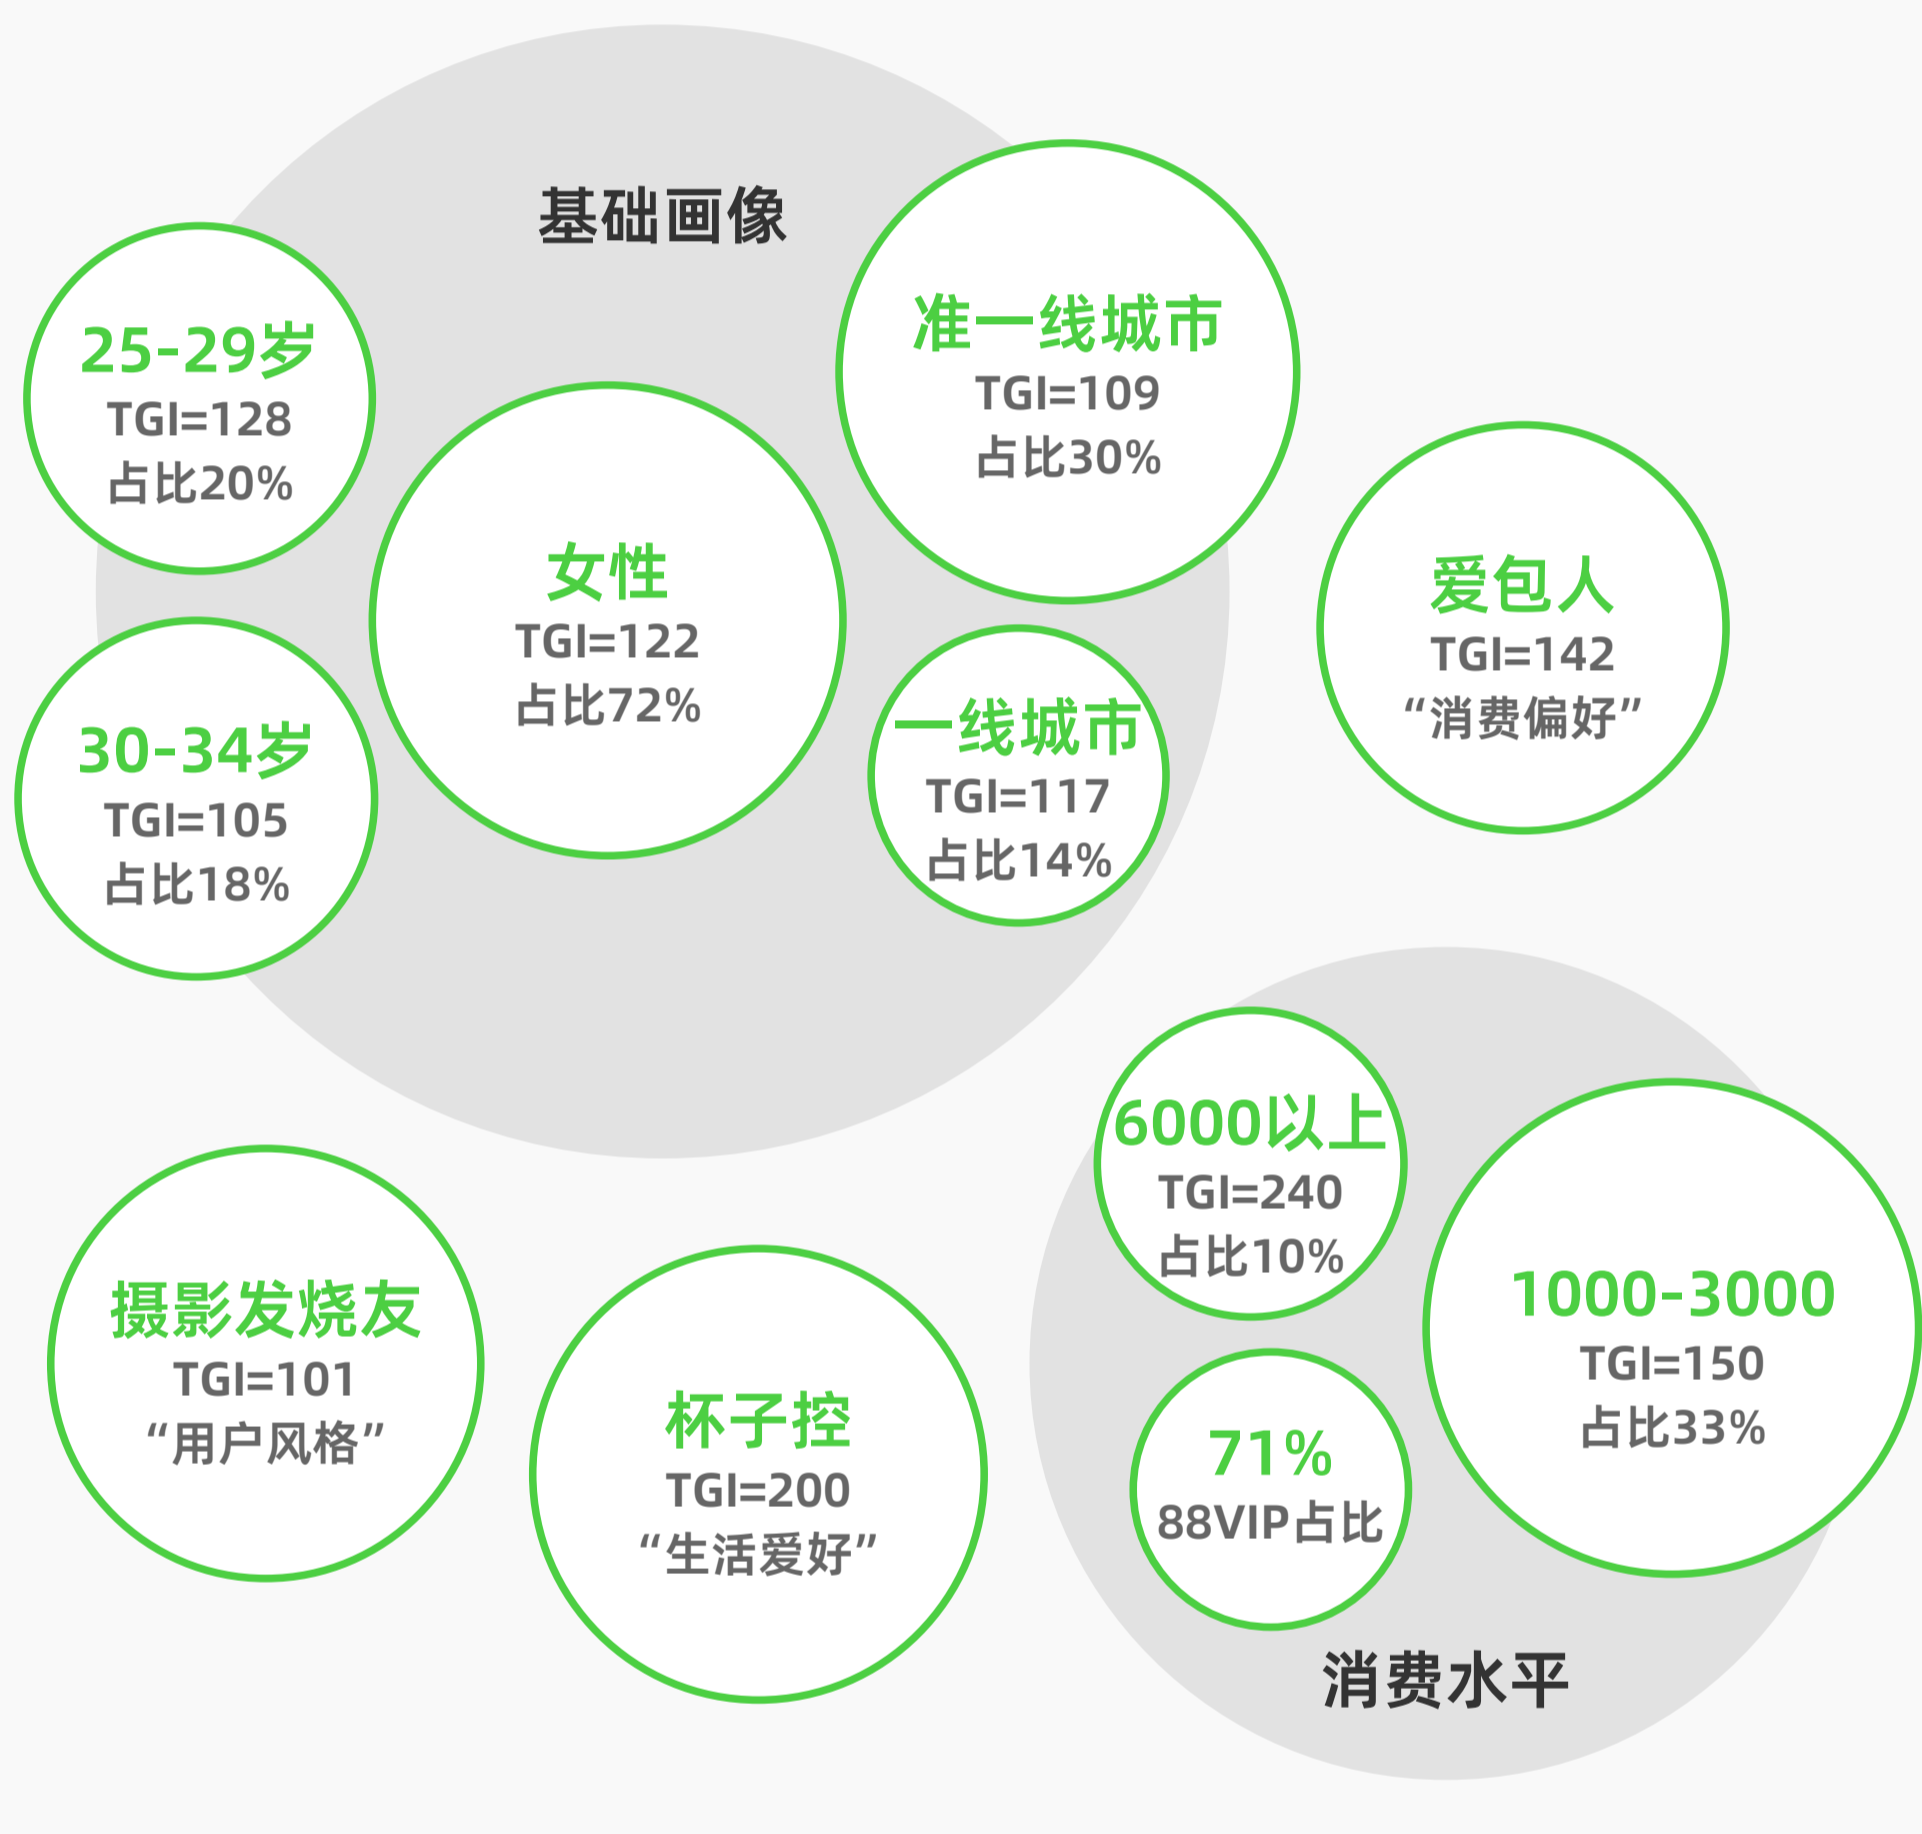 基础画像
25-29岁
TGI=128
占比20%
准一线城市
TGI=109
占比30%
女性
TGI=122
占比72%
爱包人
TGI=142
“消费偏好”
30-34岁
TGI=105
占比18%
一线城市
TGI=117
占比14%
6000以上
TGI=240
占比10%
1000-3000
TGI=150
占比33%
摄影发烧友
TGI=101
“用户风格”
杯子控
TGI=200
“生活爱好”
71%
88VIP占比
消费水平